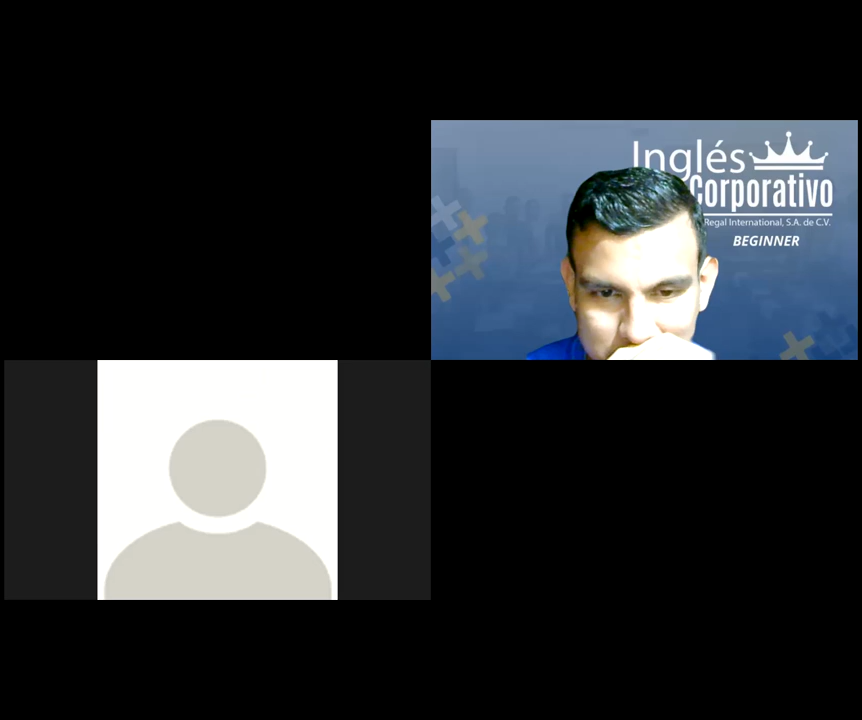 Inglés
Corporativo
Regal International, S.A. de C.V.
BEGINNER